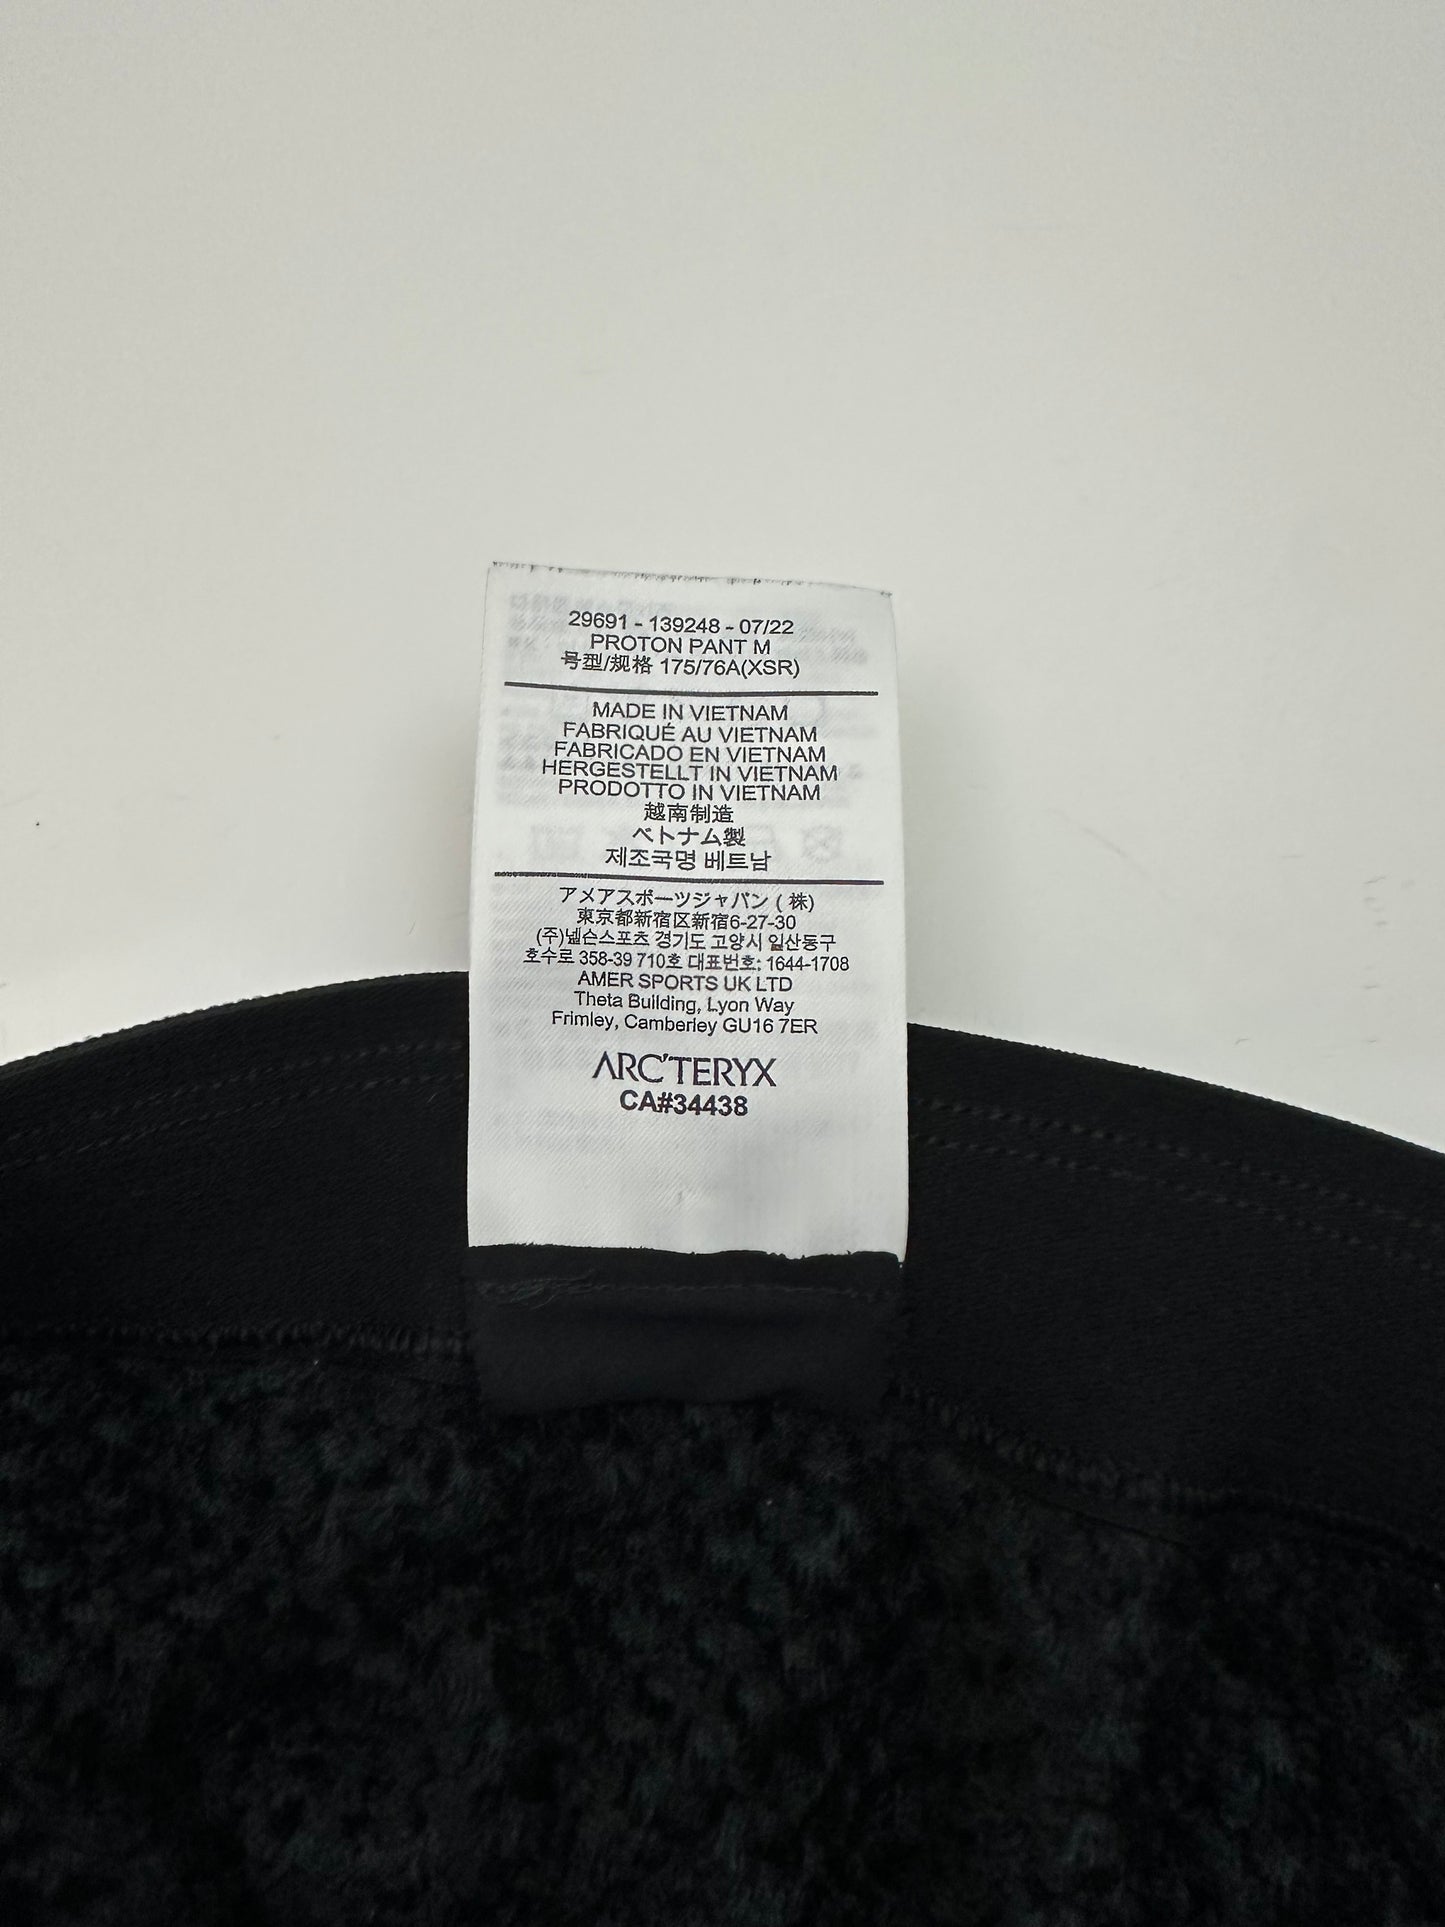 29691 - 139248 - 07/22
PROTON PANT M
号型/规格 175/76A(XSR)
MADE IN VIETNAM
FABRIQUÉ AU VIETNAM
FABRICADO EN VIETNAM
HERGESTELLT IN VIETNAM
PRODOTTO IN VIETNAM
越南制造
ベトナム製
제조국명 베트남
アメアスポーツジャパン ( 株)
東京都新宿区新宿6-27-30
(주)넬슨스포츠 경기도 고양시 일산동구
호수로 358-39 710호 대표번호: 1644-1708
AMER SPORTS UK LTD
Theta Building, Lyon Way
Frimley, Camberley GU16 7ER
ARC'TERYX
CA#34438